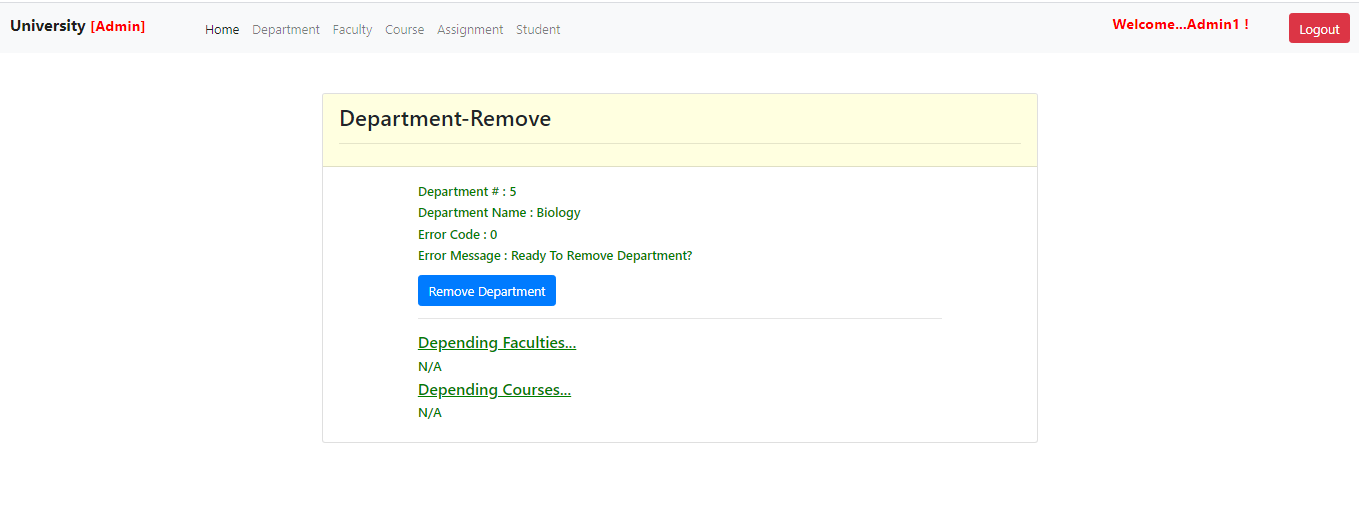 University [Admin] Home Department Faculty Course Assignment Student Welcome...Admin1 ! Logout
Department-Remove
Department # : 5
Department Name : Biology
Error Code : 0
Error Message : Ready To Remove Department?
Remove Department
Depending Faculties...
N/A
Depending Courses...
N/A